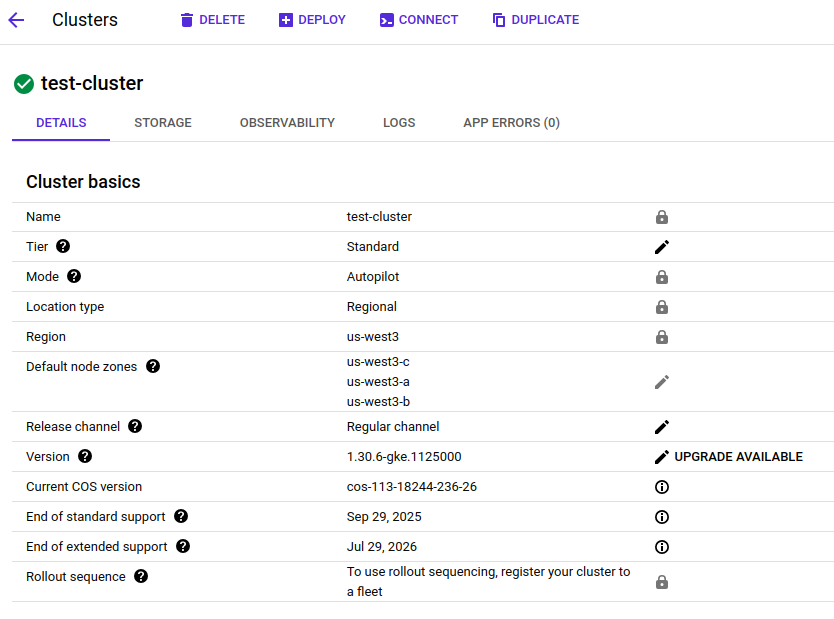 Clusters DELETE DEPLOY CONNECT DUPLICATE
test-cluster
DETAILS STORAGE OBSERVABILITY LOGS APP ERRORS (0)
Cluster basics
Name test-cluster
Tier Standard
Mode Autopilot
Location type Regional
Region us-west3
Default node zones us-west3-c
us-west3-a
us-west3-b
Release channel Regular channel
Version 1.30.6-gke.1125000 UPGRADE AVAILABLE
Current COS version cos-113-18244-236-26
End of standard support Sep 29, 2025
End of extended support Jul 29, 2026
Rollout sequence To use rollout sequencing, register your cluster to
a fleet